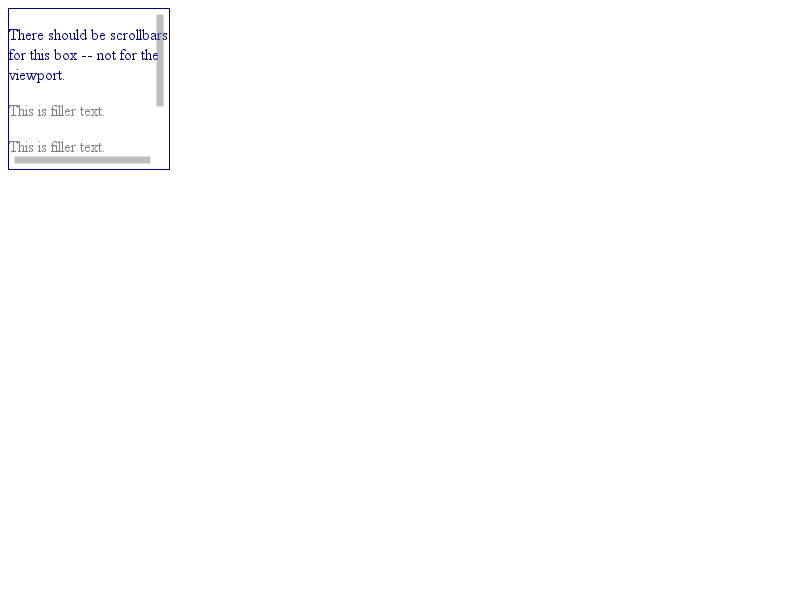 There should be scrollbars
for this box -- not for the
viewport.
This is filler text.
This is filler text.